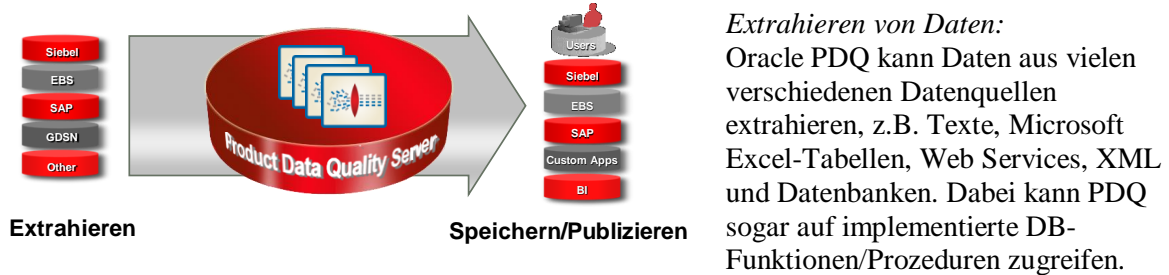 Siebel
EBS
SAP
GDSN
Other
Extrahieren
Product Data Quality Server
Users
Siebel
EBS
SAP
Custom Apps
BI
Speichern/Publizieren
Extrahieren von Daten:
Oracle PDQ kann Daten aus vielen
verschiedenen Datenquellen
extrahieren, z.B. Texte, Microsoft
Excel-Tabellen, Web Services, XML
und Datenbanken. Dabei kann PDQ
sogar auf implementierte DB-
Funktionen/Prozeduren zugreifen.